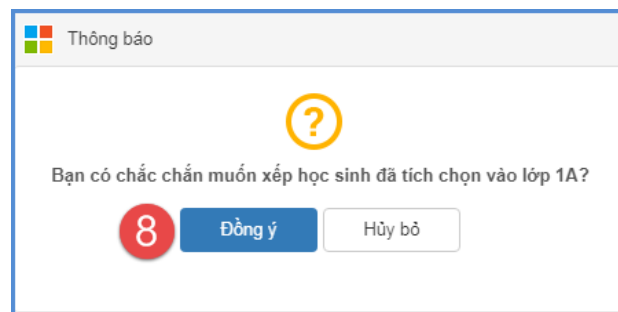 Thông báo
?
Bạn có chắc chắn muốn xếp học sinh đã tích chọn vào lớp 1A?
8 Đồng ý Hủy bỏ